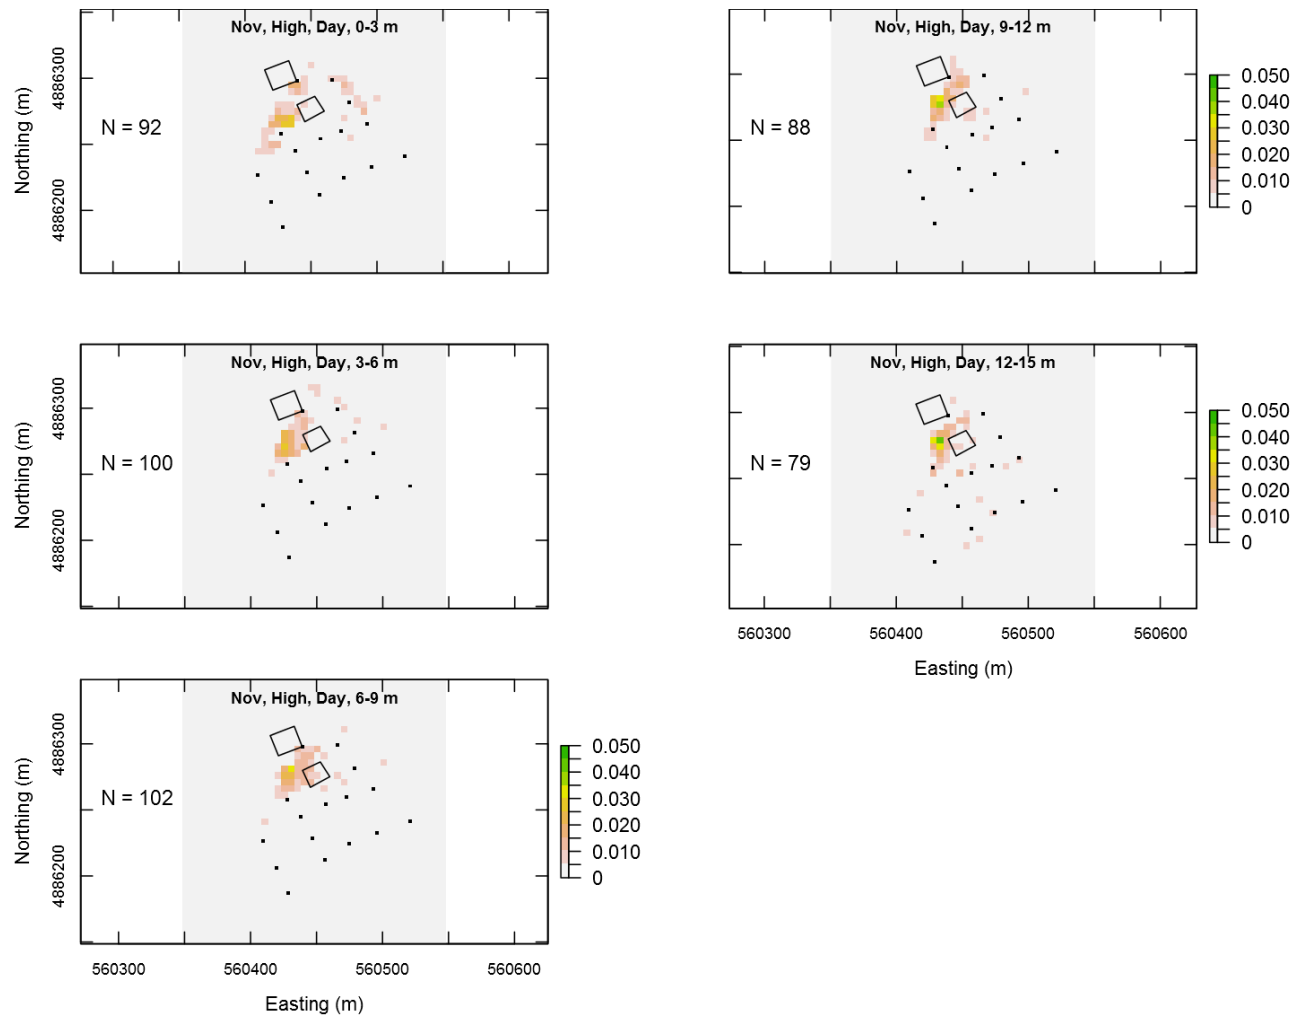 Nov, High, Day, 0-3 m
Northing (m)
4886300
4886200
N = 92
Nov, High, Day, 9-12 m
N = 88
0.050
0.040
0.030
0.020
0.010
0
Nov, High, Day, 3-6 m
Northing (m)
4886300
4886200
N = 100
Nov, High, Day, 12-15 m
N = 79
0.050
0.040
0.030
0.020
0.010
0
560300 560400 560500 560600
Easting (m)
Nov, High, Day, 6-9 m
Northing (m)
4886300
4886200
N = 102
0.050
0.040
0.030
0.020
0.010
0
560300 560400 560500 560600
Easting (m)